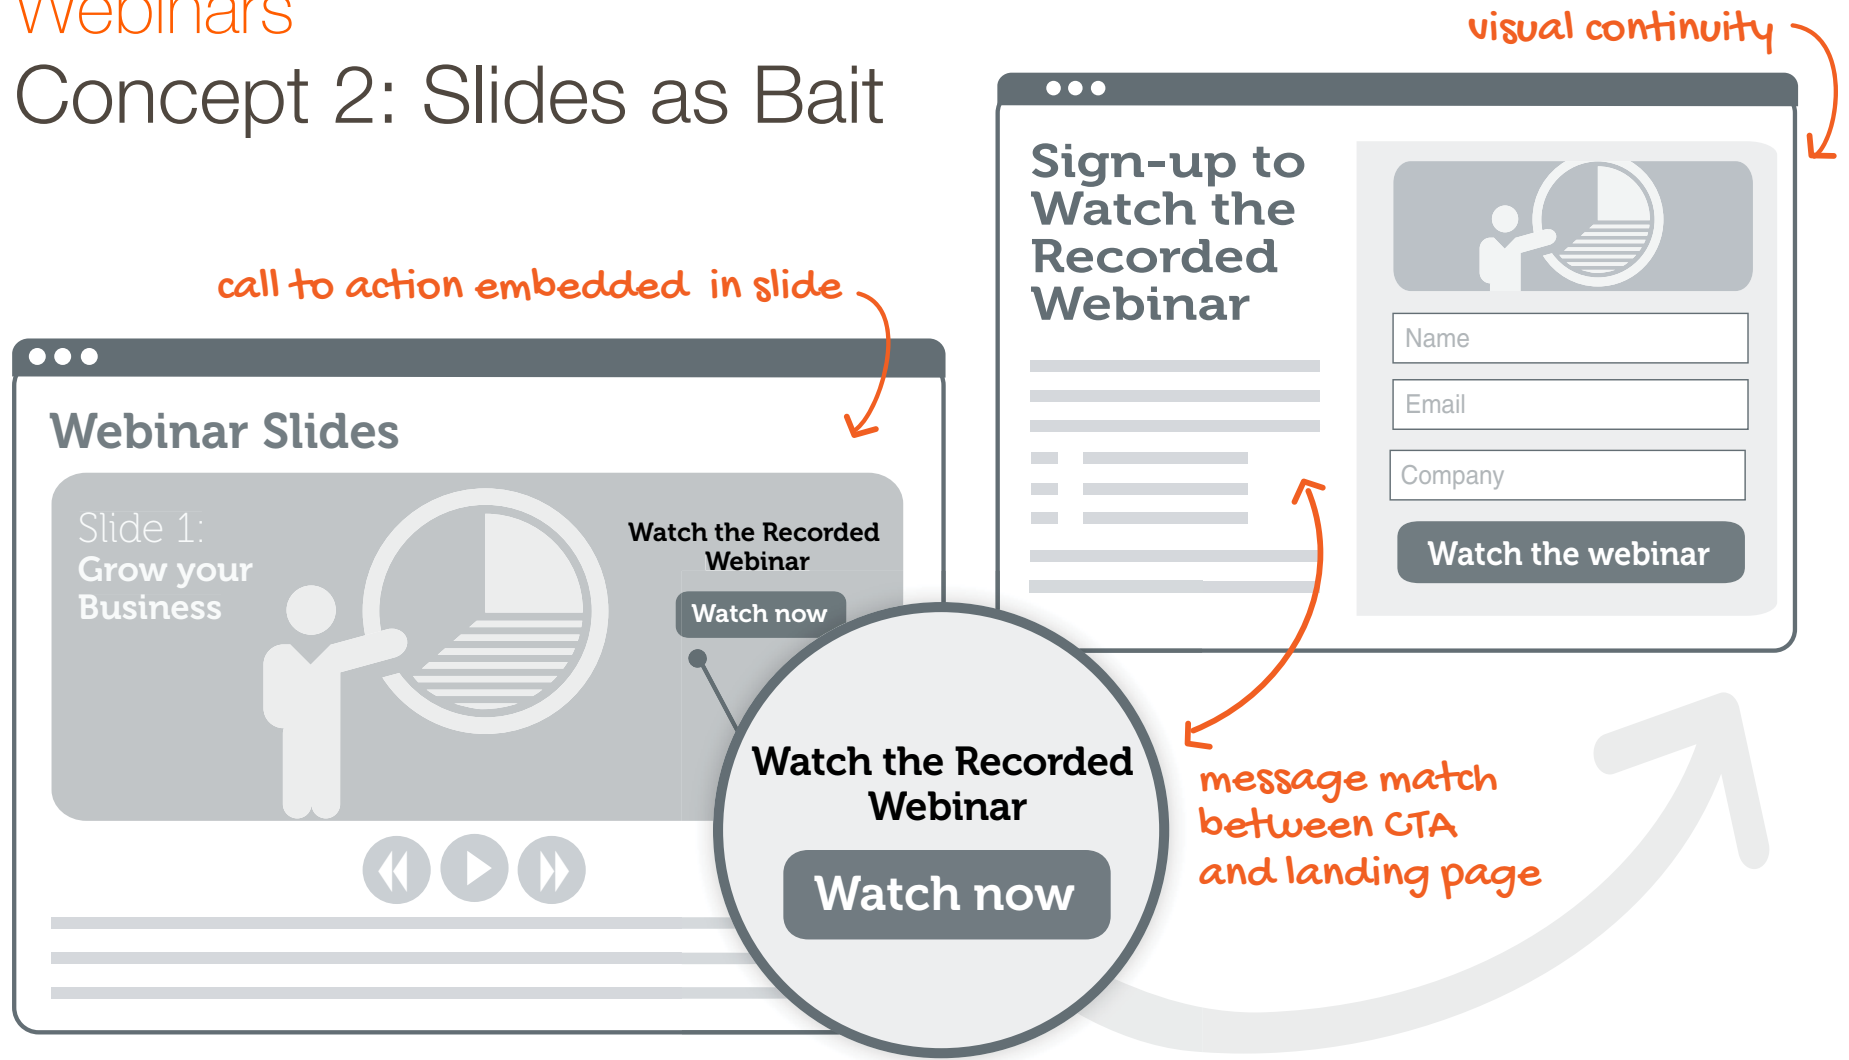 Webinars
Concept 2: Slides as Bait
visual continuity
call to action embedded in slide
Webinar Slides
Slide 1:
Grow your
Business
Watch the Recorded
Webinar
Watch now
Watch the Recorded
Webinar
Watch now
Sign-up to
Watch the
Recorded
Webinar
Name
Email
Company
Watch the webinar
message match
between CTA
and landing page